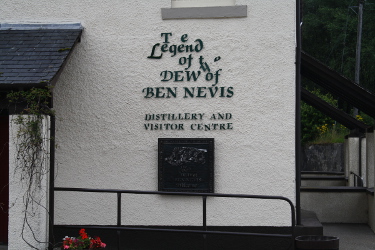 The
Legend
of the
DEW of
BEN NEVIS
DISTILLERY AND
VISITOR CENTRE